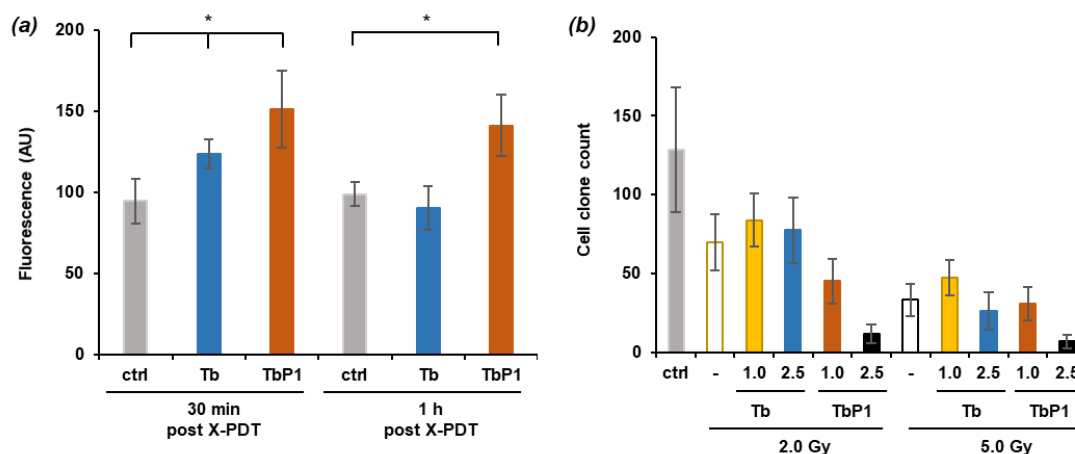 (a)
* *
200
150
100
50
0
Fluorescence (AU)
ctrl Tb TbP1 ctrl Tb TbP1
30 min 1 h
post X-PDT post X-PDT
(b)
200
150
100
50
0
Cell clone count
ctrl - 1.0 2.5 1.0 2.5 - 1.0 2.5 1.0 2.5
Tb TbP1 Tb TbP1
2.0 Gy 5.0 Gy